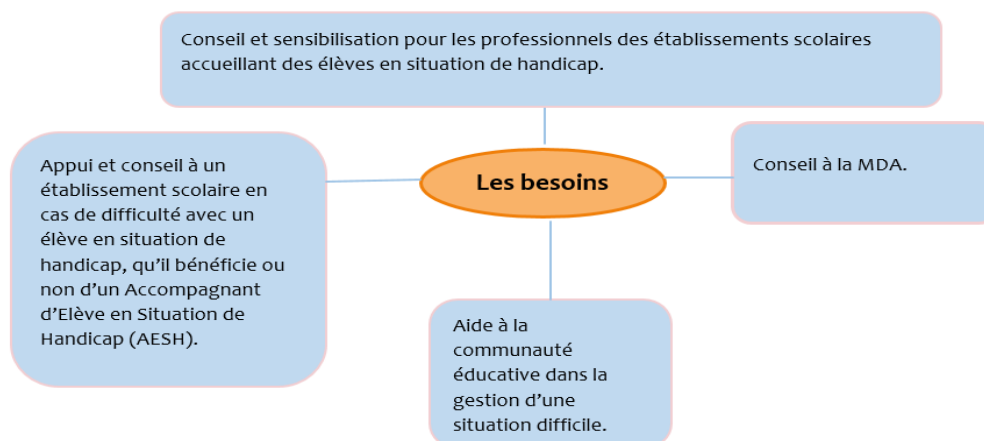 Conseil et sensibilisation pour les professionnels des établissements scolaires
accueillant des élèves en situation de handicap.
Appui et conseil à un
établissement scolaire en
cas de difficulté avec un
élève en situation de
handicap, qu’il bénéficie ou
non d’un Accompagnant
d’Elève en Situation de
Handicap (AESH).
Les besoins
Conseil à la MDA.
Aide à la
communauté
éducative dans la
gestion d’une
situation difficile.